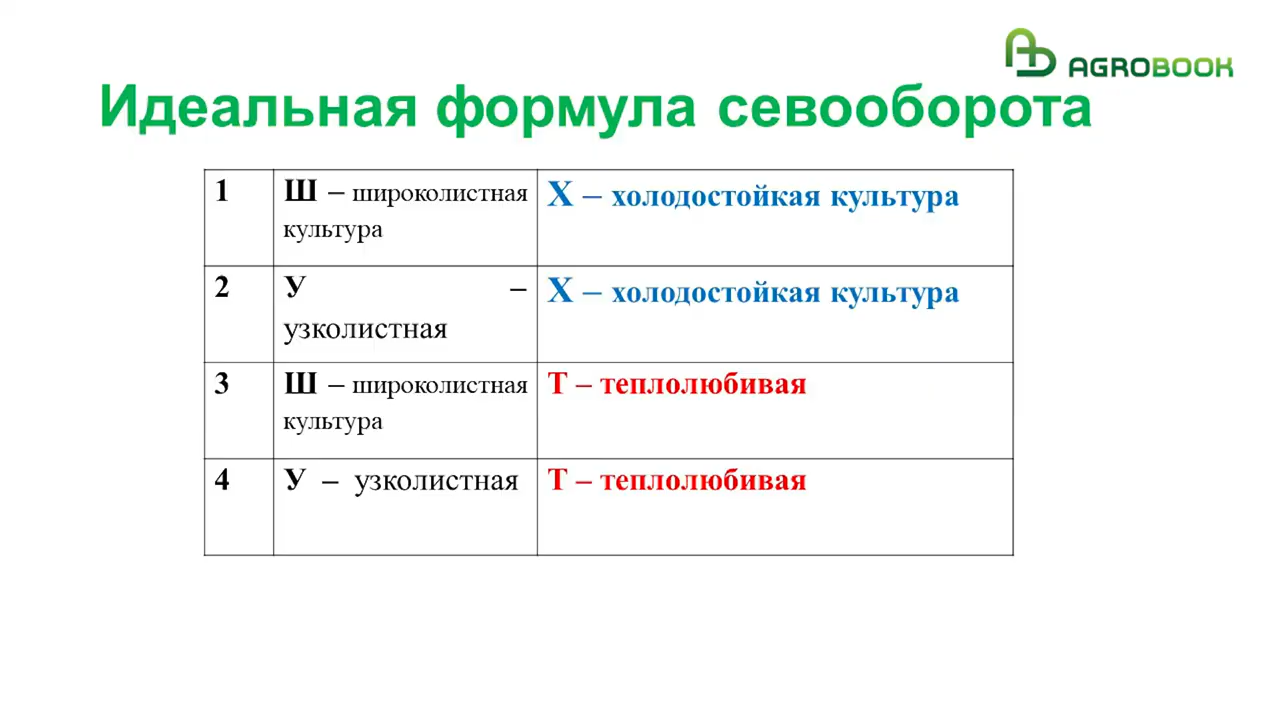 AGROBOOK
Идеальная формула севооборота
1
Ш – широколистная
культура
Х – холодостойкая культура
2
У –
узколистная
Х – холодостойкая культура
3
Ш – широколистная
культура
Т – теплолюбивая
4
У – узколистная
Т – теплолюбивая